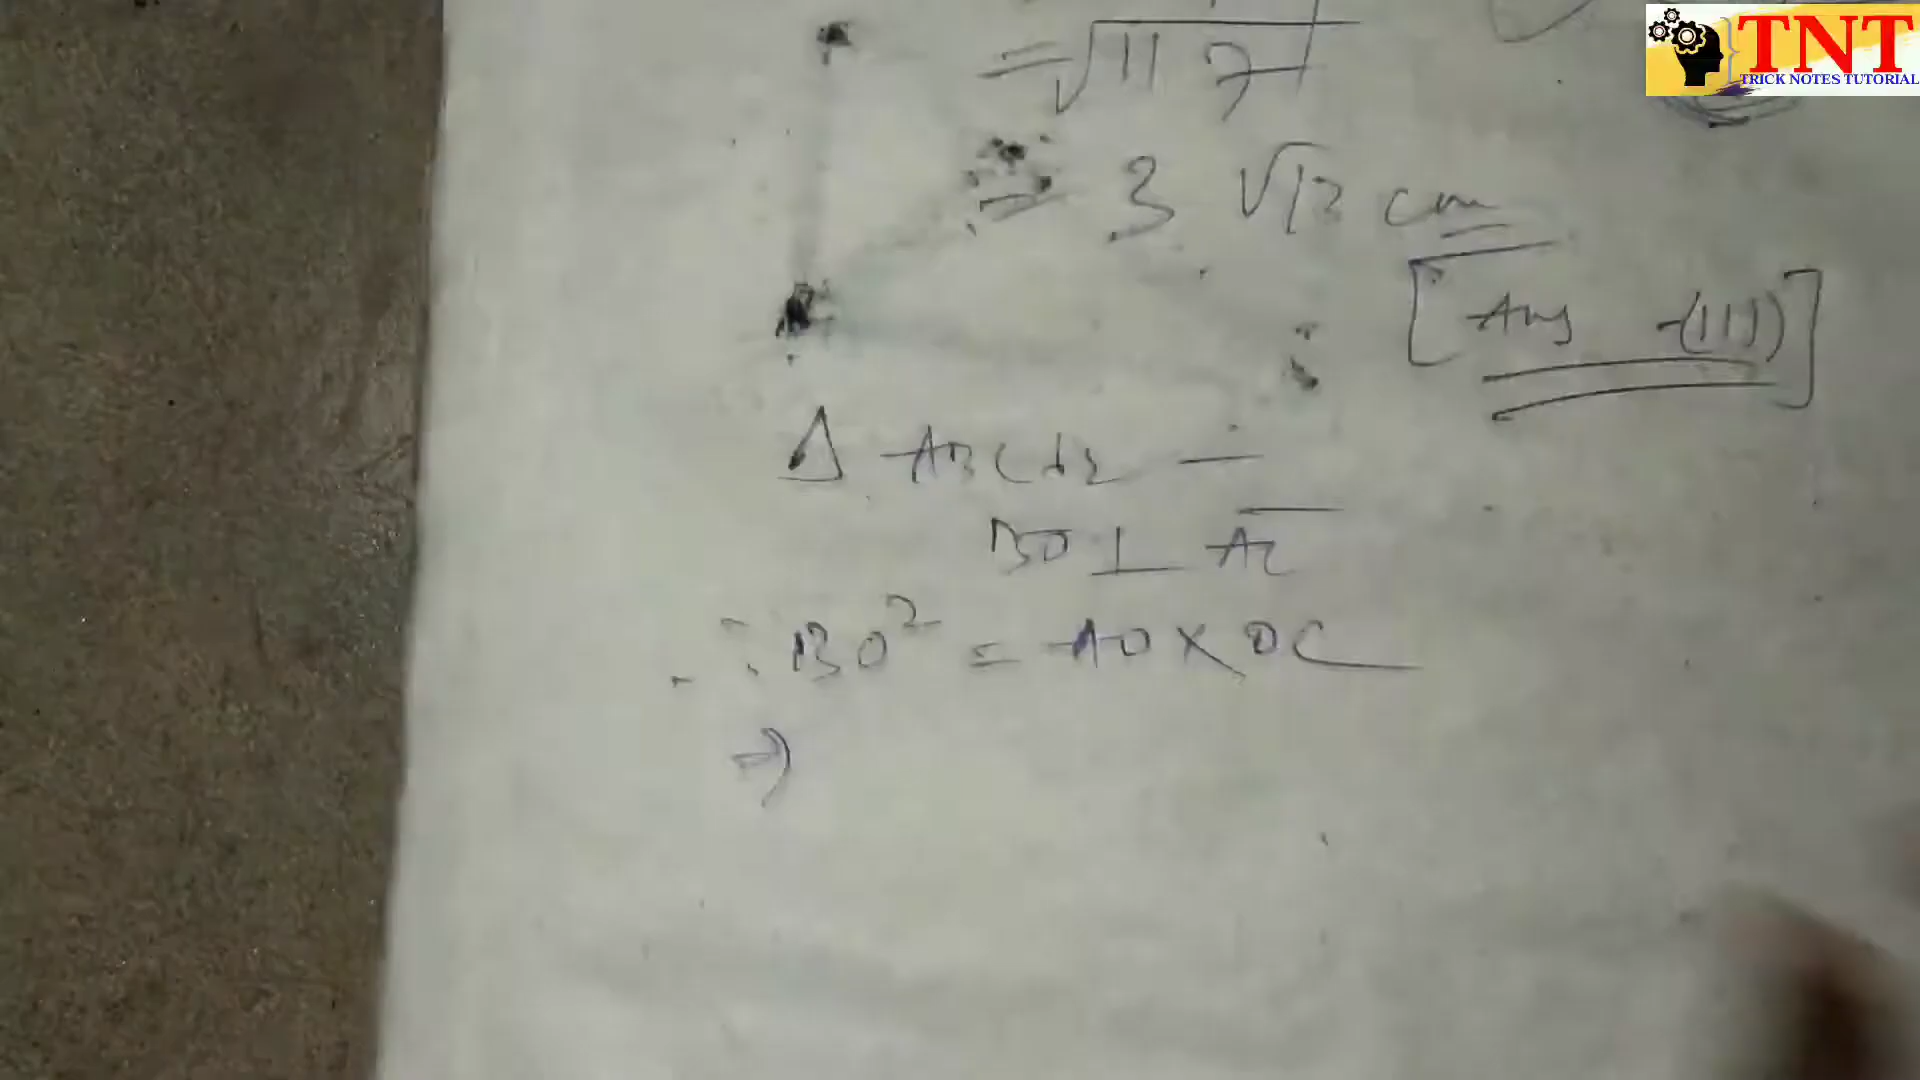 TNT
TRICK NOTES TUTORIAL
= √117
⇒ 3 √13 cm
[Ans - (iii)]
Δ ABC
BD ⊥ AC
∴ BD² = AD × DC
⇒